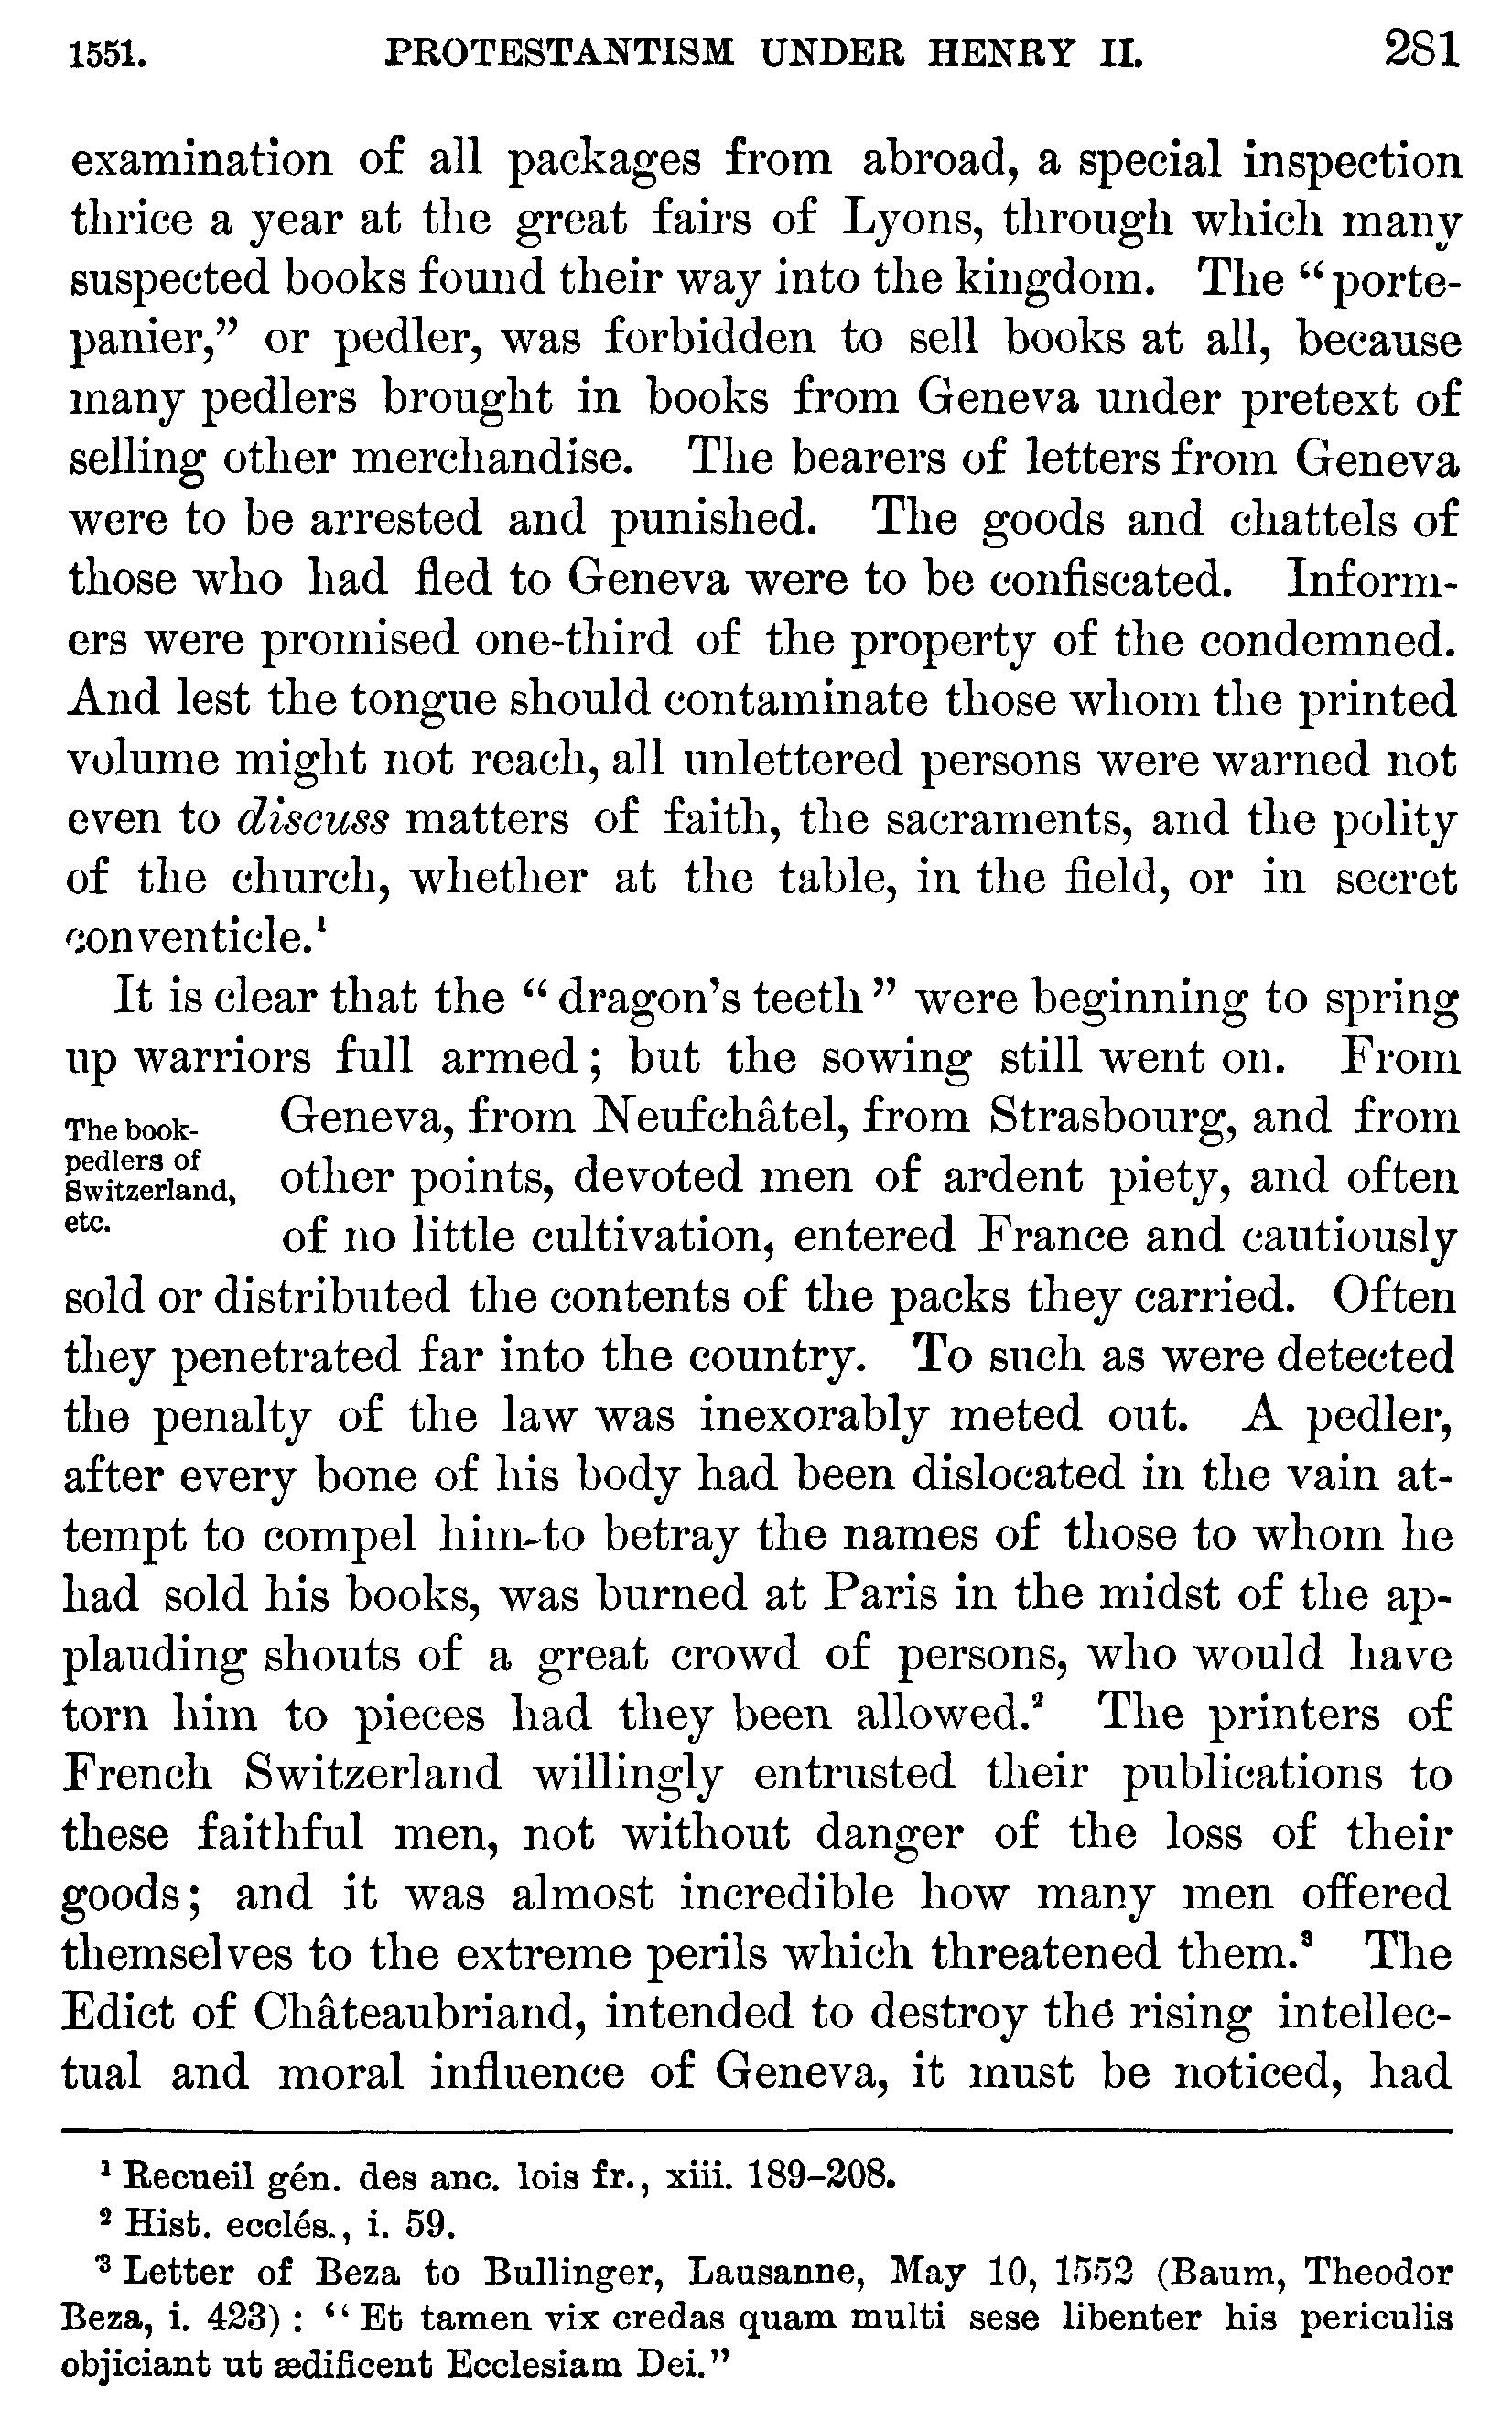 1551. PROTESTANTISM UNDER HENRY II. 281
examination of all packages from abroad, a special inspection
thrice a year at the great fairs of Lyons, through which many
suspected books found their way into the kingdom. The “porte-
panier,” or pedler, was forbidden to sell books at all, because
many pedlers brought in books from Geneva under pretext of
selling other merchandise. The bearers of letters from Geneva
were to be arrested and punished. The goods and chattels of
those who had fled to Geneva were to be confiscated. Inform-
ers were promised one-third of the property of the condemned.
And lest the tongue should contaminate those whom the printed
volume might not reach, all unlettered persons were warned not
even to discuss matters of faith, the sacraments, and the polity
of the church, whether at the table, in the field, or in secret
conventicle.¹
It is clear that the “dragon's teeth” were beginning to spring
up warriors full armed; but the sowing still went on. From
The book-
pedlers of
Switzerland,
etc.
Geneva, from Neufchâtel, from Strasbourg, and from
other points, devoted men of ardent piety, and often
of no little cultivation, entered France and cautiously
sold or distributed the contents of the packs they carried. Often
they penetrated far into the country. To such as were detected
the penalty of the law was inexorably meted out. A pedler,
after every bone of his body had been dislocated in the vain at-
tempt to compel him to betray the names of those to whom he
had sold his books, was burned at Paris in the midst of the ap-
plauding shouts of a great crowd of persons, who would have
torn him to pieces had they been allowed.² The printers of
French Switzerland willingly entrusted their publications to
these faithful men, not without danger of the loss of their
goods; and it was almost incredible how many men offered
themselves to the extreme perils which threatened them.³ The
Edict of Châteaubriand, intended to destroy the rising intellec-
tual and moral influence of Geneva, it must be noticed, had
¹ Recueil gén. des anc. lois fr., xiii. 189–208.
² Hist. ecclés., i. 59.
³ Letter of Beza to Bullinger, Lausanne, May 10, 1552 (Baum, Theodor
Beza, i. 423): “Et tamen vix credas quam multi sese libenter his periculis
objiciant ut ædificent Ecclesiam Dei.”